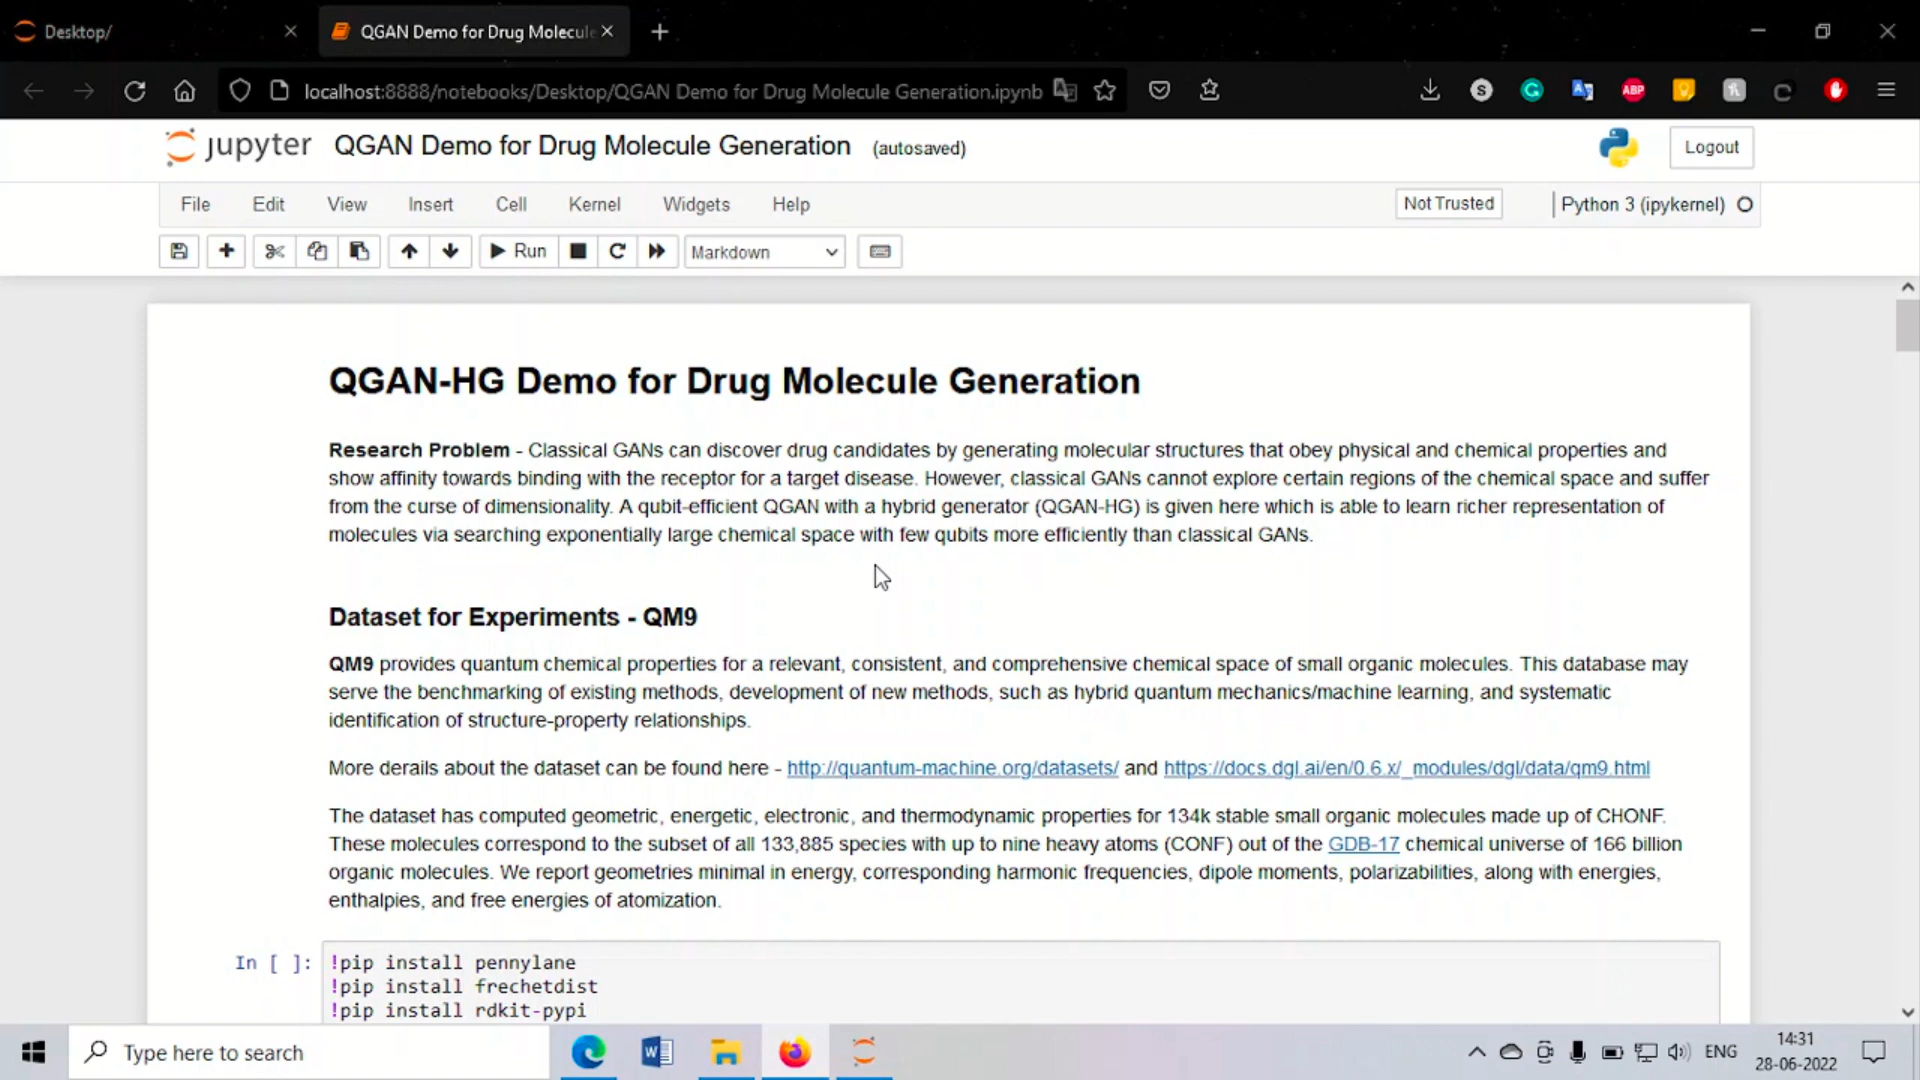 Desktop/
QGAN Demo for Drug Molecule
localhost:8888/notebooks/Desktop/QGAN Demo for Drug Molecule Generation.ipynb
S
G
ABP
jupyter QGAN Demo for Drug Molecule Generation (autosaved)
Logout
File Edit View Insert Cell Kernel Widgets Help
Not Trusted
Python 3 (ipykernel)
Run
Markdown
QGAN-HG Demo for Drug Molecule Generation
Research Problem - Classical GANs can discover drug candidates by generating molecular structures that obey physical and chemical properties and
show affinity towards binding with the receptor for a target disease. However, classical GANs cannot explore certain regions of the chemical space and suffer
from the curse of dimensionality. A qubit-efficient QGAN with a hybrid generator (QGAN-HG) is given here which is able to learn richer representation of
molecules via searching exponentially large chemical space with few qubits more efficiently than classical GANs.
Dataset for Experiments - QM9
QM9 provides quantum chemical properties for a relevant, consistent, and comprehensive chemical space of small organic molecules. This database may
serve the benchmarking of existing methods, development of new methods, such as hybrid quantum mechanics/machine learning, and systematic
identification of structure-property relationships.
More derails about the dataset can be found here - http://quantum-machine.org/datasets/ and https://docs.dgl.ai/en/0.6.x/_modules/dgl/data/qm9.html
The dataset has computed geometric, energetic, electronic, and thermodynamic properties for 134k stable small organic molecules made up of CHONF.
These molecules correspond to the subset of all 133,885 species with up to nine heavy atoms (CONF) out of the GDB-17 chemical universe of 166 billion
organic molecules. We report geometries minimal in energy, corresponding harmonic frequencies, dipole moments, polarizabilities, along with energies,
enthalpies, and free energies of atomization.
In [ ]: !pip install pennylane
!pip install frechetdist
!pip install rdkit-pypi
Type here to search
W
ENG
14:31
28-06-2022